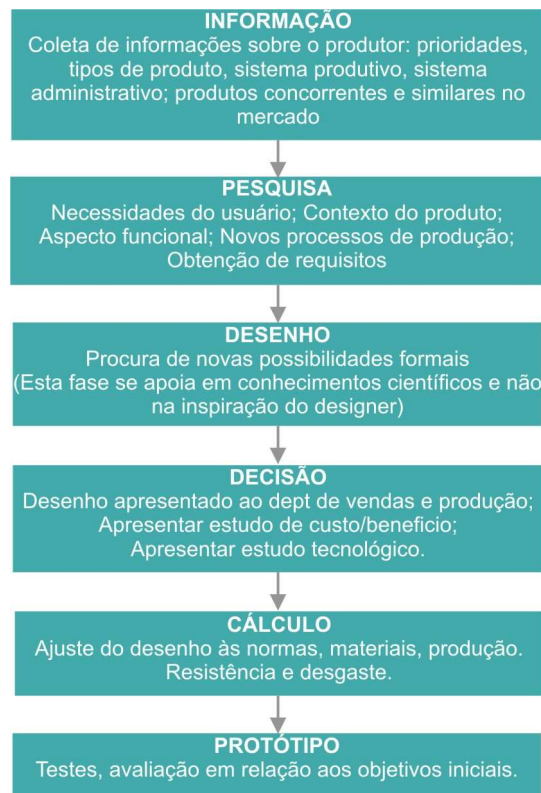 INFORMAÇÃO
Coleta de informações sobre o produtor: prioridades,
tipos de produto, sistema produtivo, sistema
administrativo; produtos concorrentes e similares no
mercado
PESQUISA
Necessidades do usuário; Contexto do produto;
Aspecto funcional; Novos processos de produção;
Obtenção de requisitos
DESENHO
Procura de novas possibilidades formais
(Esta fase se apoia em conhecimentos científicos e não
na inspiração do designer)
DECISÃO
Desenho apresentado ao dept de vendas e produção;
Apresentar estudo de custo/beneficio;
Apresentar estudo tecnológico.
CÁLCULO
Ajuste do desenho às normas, materiais, produção.
Resistência e desgaste.
PROTÓTIPO
Testes, avaliação em relação aos objetivos iniciais.